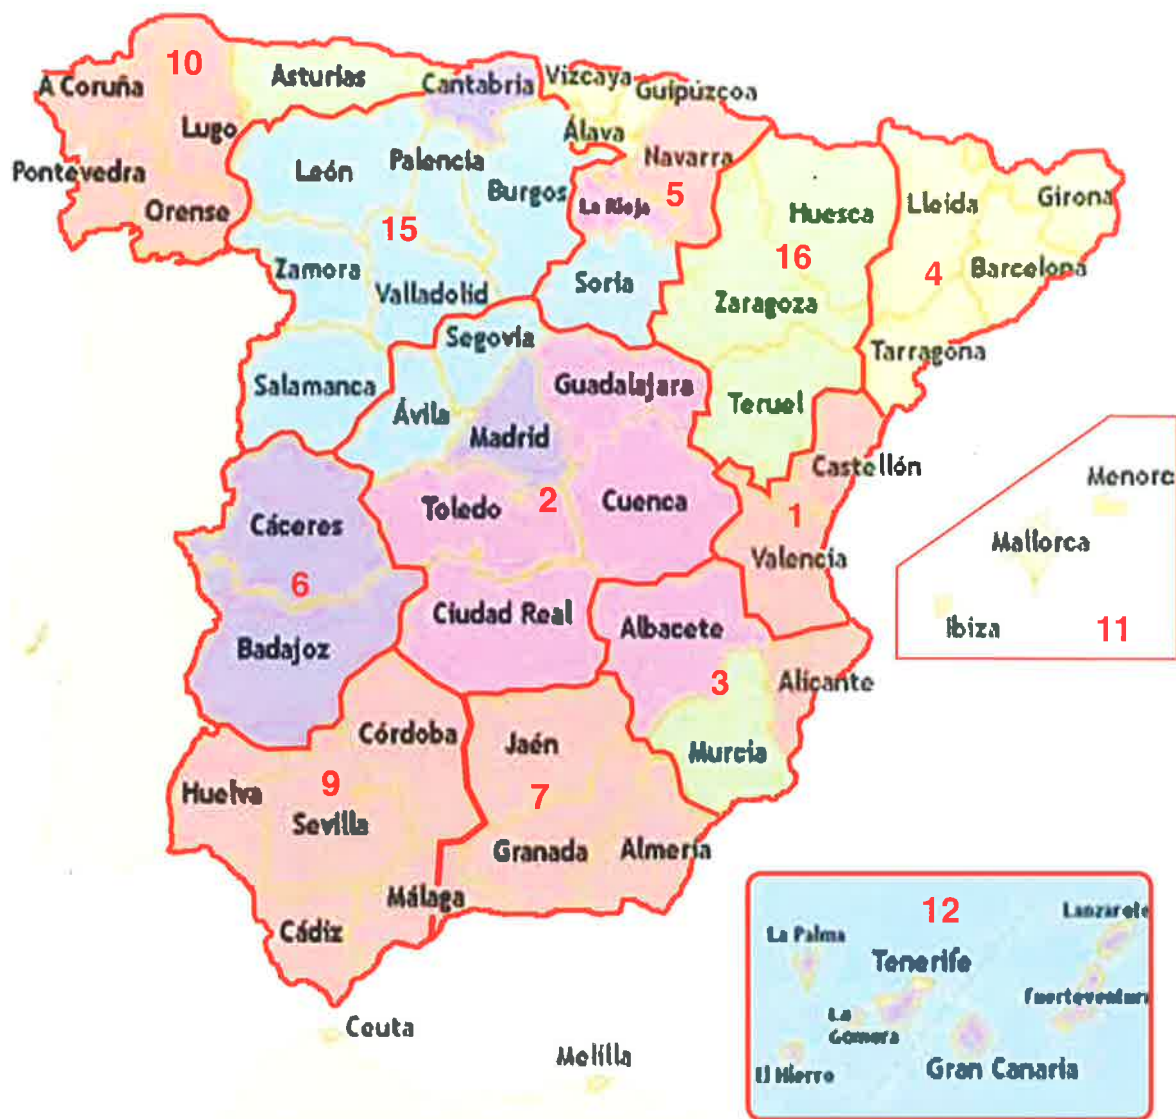 10
A Coruña
Asturias
Cantabria
Vizcaya
Guipúzcoa
Lugo
Álava
Pontevedra
León
Palencia
Burgos
Navarra
Orense
La Rioja
5
Huesca
Lleida
Girona
15
16
4
Zamora
Valladolid
Soria
Zaragoza
Barcelona
Segovia
Tarragona
Salamanca
Ávila
Guadalajara
Teruel
Madrid
Castellón
Menorc
Toledo
2
Cuenca
1
Cáceres
Mallorca
Valencia
6
Ciudad Real
Albacete
Ibiza
11
Badajoz
3
Alicante
Córdoba
Jaén
Murcia
Huelva
9
7
Sevilla
Granada
Almería
Málaga
Cádiz
12
Lanzarote
La Palma
Tenerife
Fuerteventura
La
Gomera
Ceuta
Melilla
El Hierro
Gran Canaria